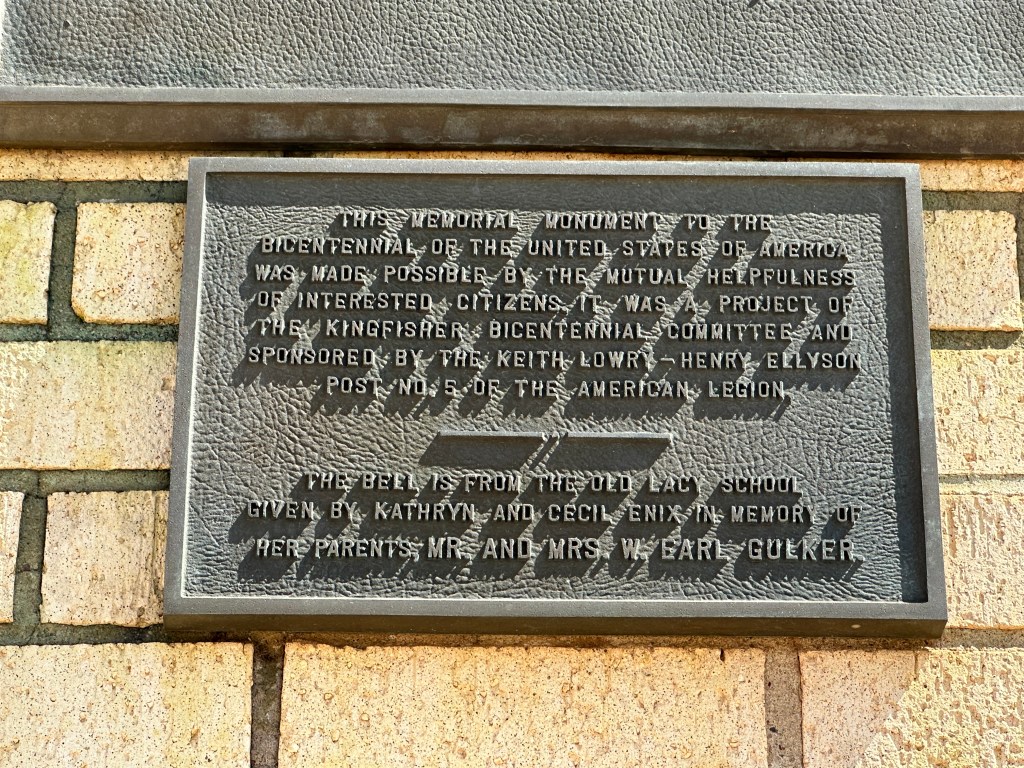 THIS MEMORIAL MONUMENT TO THE
BICENTENNIAL OF THE UNITED STATES OF AMERICA
WAS MADE POSSIBLE BY THE MUTUAL HELPFULNESS
OF INTERESTED CITIZENS. IT WAS A PROJECT OF
THE KINGFISHER BICENTENNIAL COMMITTEE AND
SPONSORED BY THE KEITH LOWRY - HENRY ELLYSON
POST NO. 5 OF THE AMERICAN LEGION.
THE BELL IS FROM THE OLD LACY SCHOOL
GIVEN BY KATHRYN AND CECIL ENIX IN MEMORY OF
HER PARENTS, MR. AND MRS. W. EARL GULKER.